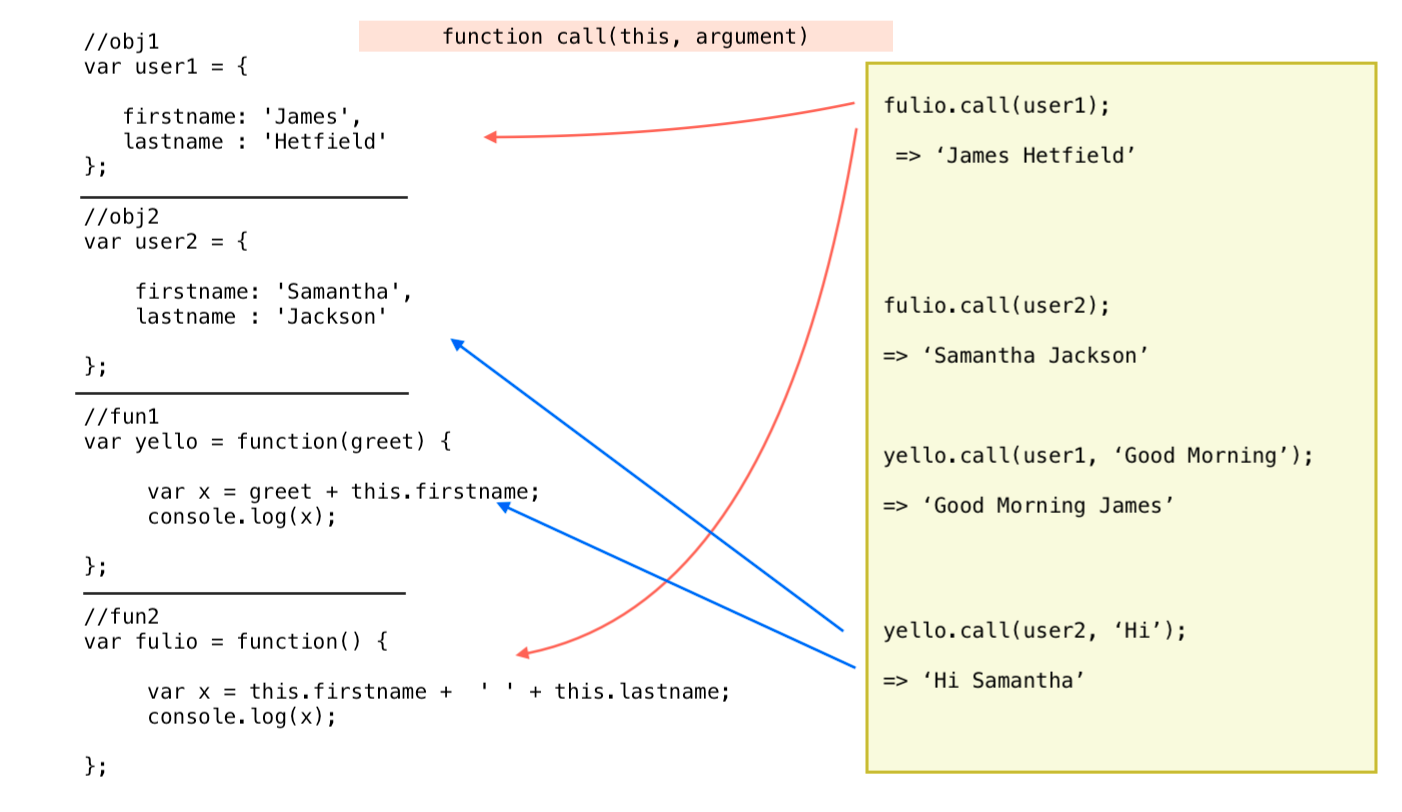 function call(this, argument)
//obj1
var user1 = {
firstname: 'James',
lastname : 'Hetfield'
};
//obj2
var user2 = {
firstname: 'Samantha',
lastname : 'Jackson'
};
//fun1
var yello = function(greet) {
var x = greet + this.firstname;
console.log(x);
};
//fun2
var fulio = function() {
var x = this.firstname +  ' ' + this.lastname;
console.log(x);
};
fulio.call(user1);
=> ‘James Hetfield’
fulio.call(user2);
=> ‘Samantha Jackson’
yello.call(user1, ‘Good Morning’);
=> ‘Good Morning James’
yello.call(user2, ‘Hi’);
=> ‘Hi Samantha’